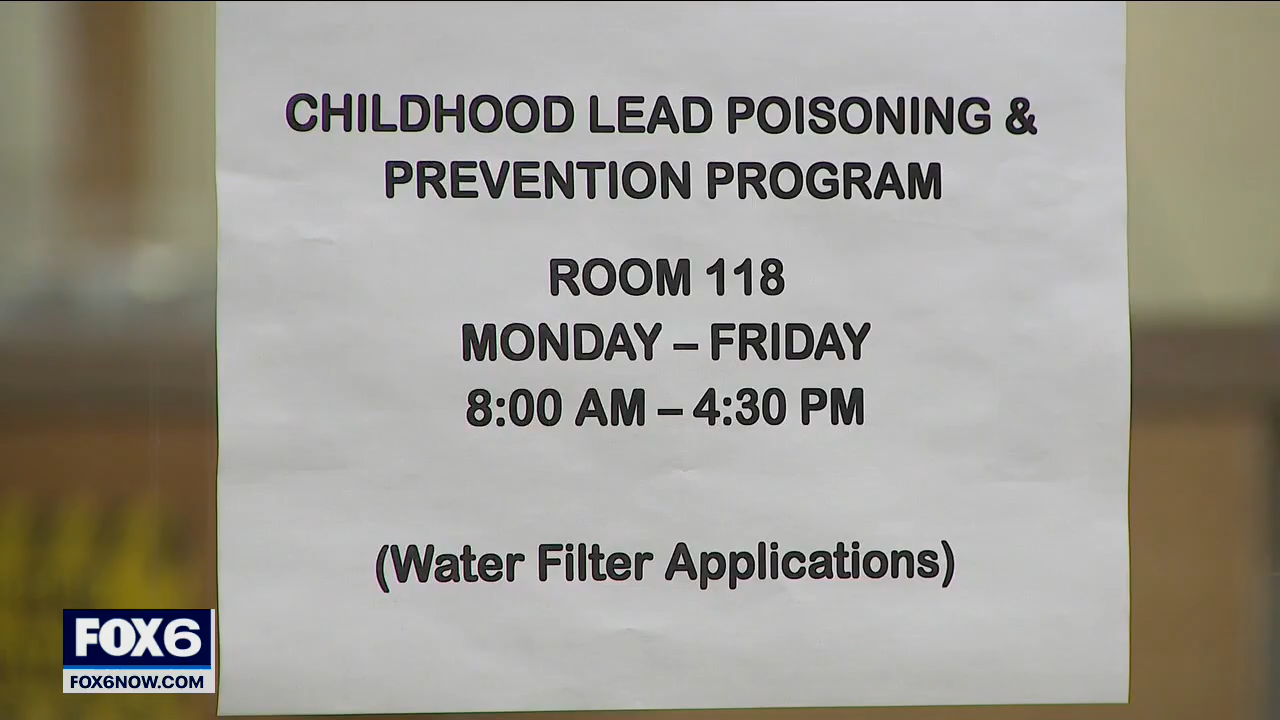 CHILDHOOD LEAD POISONING &
PREVENTION PROGRAM
ROOM 118
MONDAY – FRIDAY
8:00 AM – 4:30 PM
(Water Filter Applications)
FOX6
FOX6NOW.COM